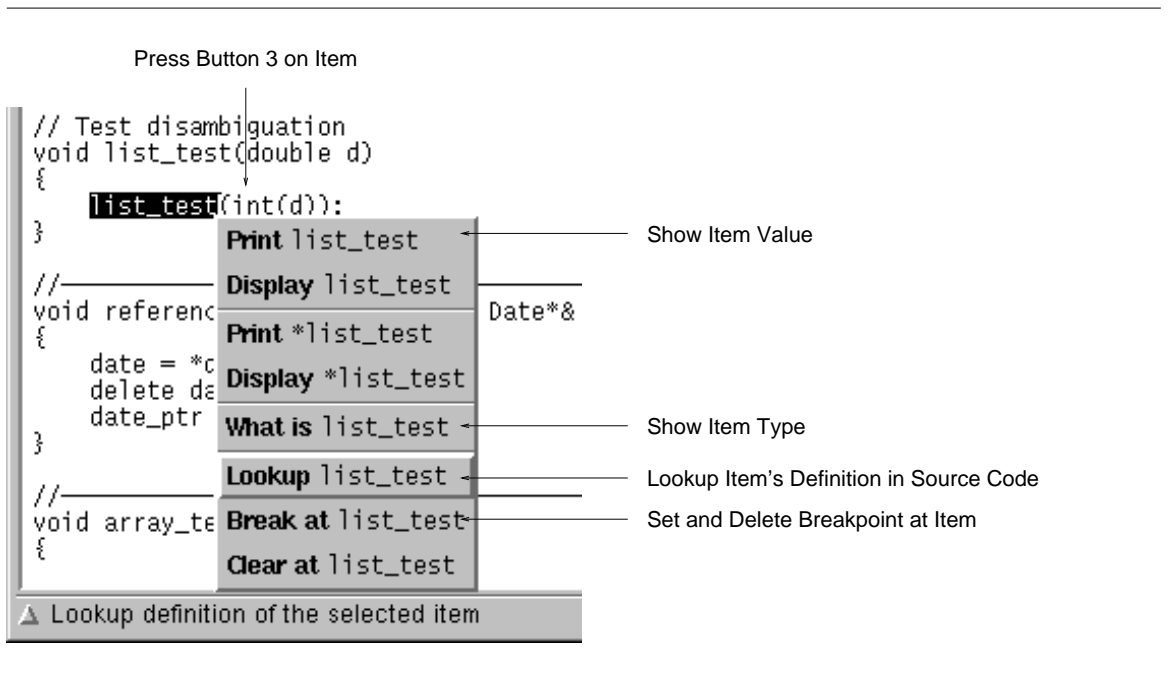 Press Button 3 on Item
// Test disambiguation
void list_test(double d)
{
list_test(int(d));
}
Print list_test
Show Item Value
Display list_test
//
void referenc
Date*&
{
Print *list_test
date = *d
Display *list_test
delete da
date_ptr
What is list_test
Show Item Type
}
Lookup list_test
Lookup Item's Definition in Source Code
//
void array_te
Break at list_test
Set and Delete Breakpoint at Item
{
Clear at list_test
Lookup definition of the selected item